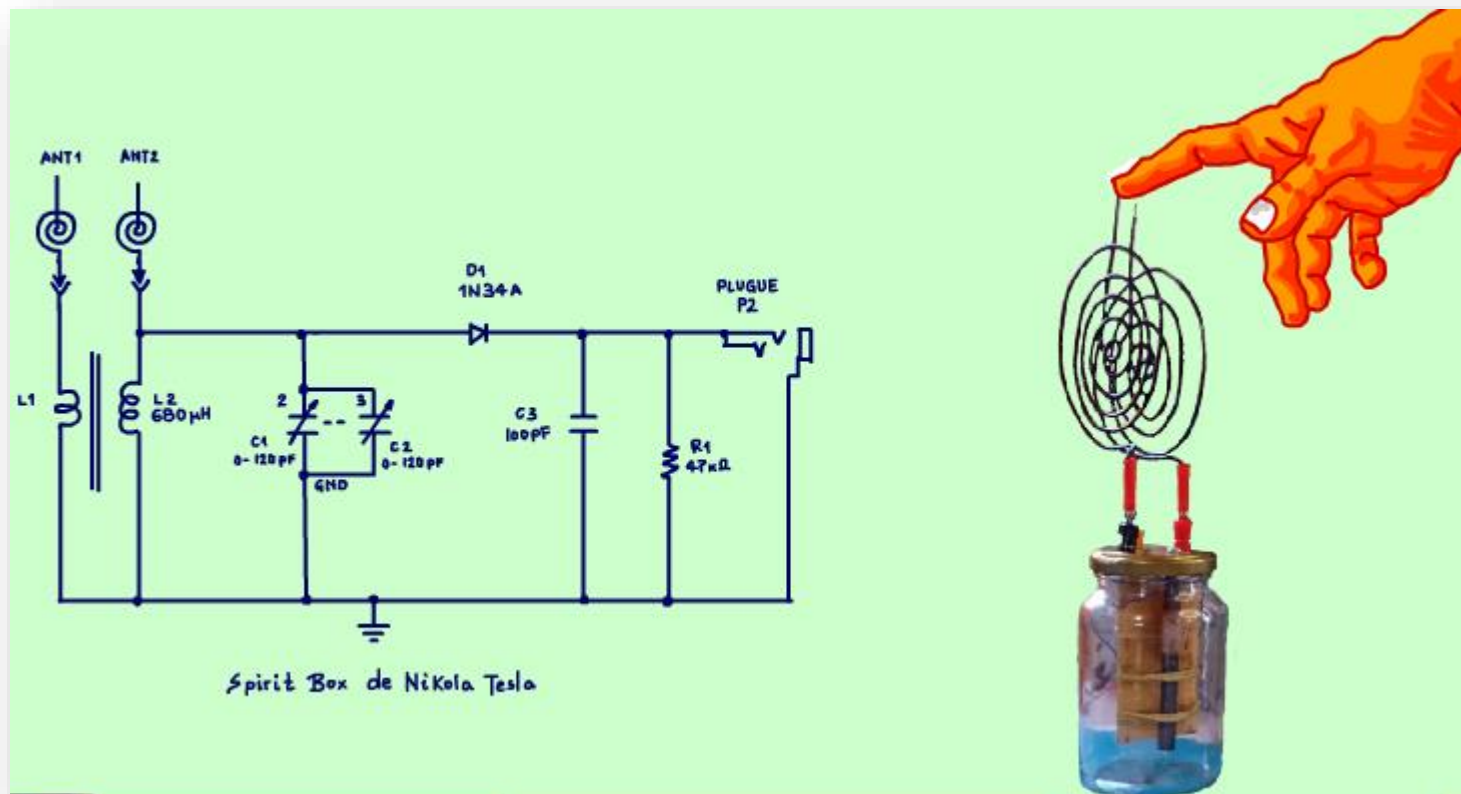 ANT1
ANT2
D1
1N34A
PLUGUE
P2
L1
L2
680µH
2
3
C1
0-120pF
C2
0-120pF
GND
C3
100PF
R1
47KΩ
Spirit Box de Nikola Tesla